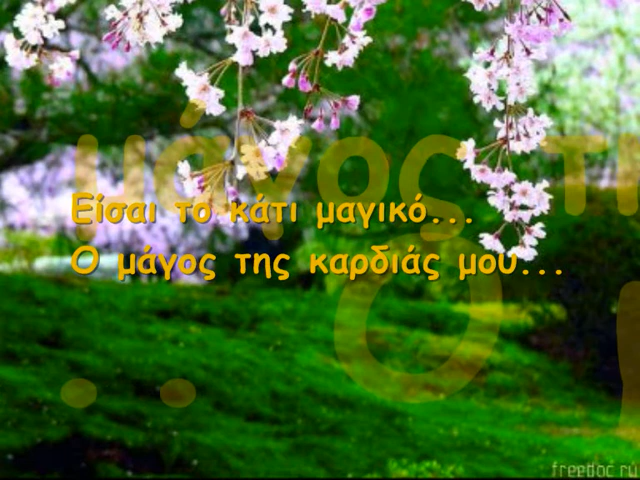 Είσαι το κάτι μαγικό...
Ο μάγος της καρδιάς μου...
freedoc ru